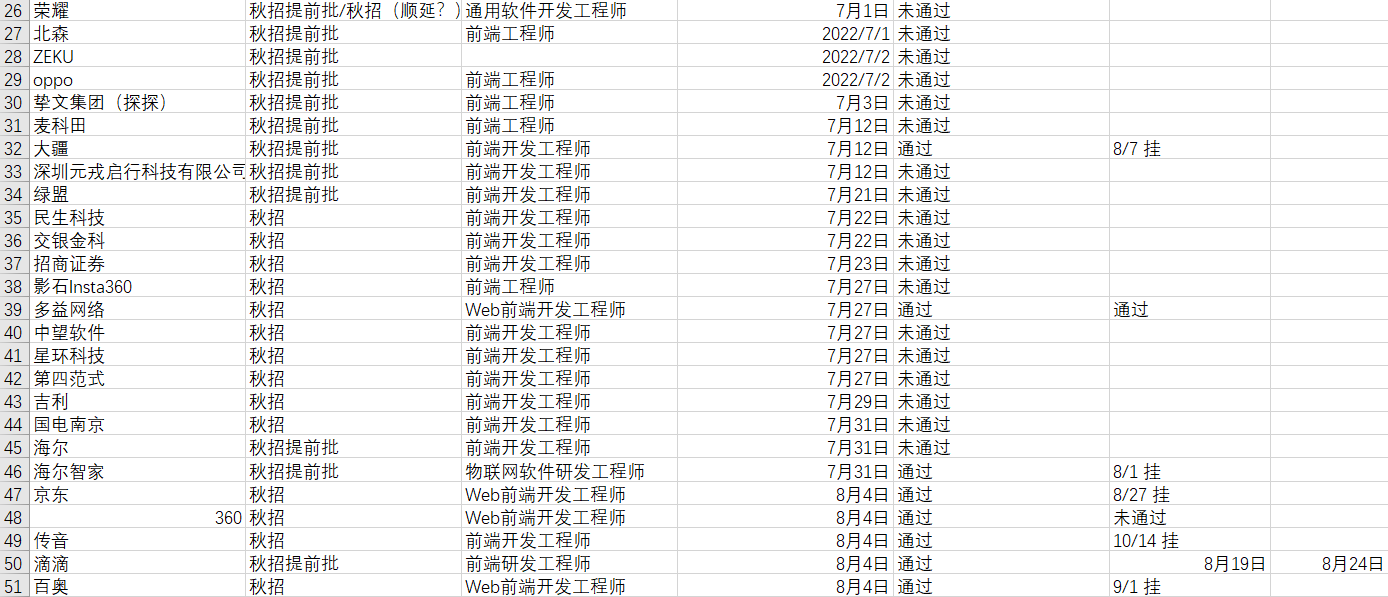 26 荣耀 秋招提前批/秋招（顺延？) 通用软件开发工程师 7月1日 未通过
27 北森 秋招提前批 前端工程师 2022/7/1 未通过
28 ZEKU 秋招提前批 2022/7/2 未通过
29 oppo 秋招提前批 前端工程师 2022/7/2 未通过
30 挚文集团（探探） 秋招提前批 前端工程师 7月3日 未通过
31 麦科田 秋招提前批 前端工程师 7月12日 未通过
32 大疆 秋招提前批 前端开发工程师 7月12日 通过 8/7 挂
33 深圳元戎启行科技有限公司 秋招提前批 前端开发工程师 7月12日 未通过
34 绿盟 秋招提前批 前端开发工程师 7月21日 未通过
35 民生科技 秋招 前端开发工程师 7月22日 未通过
36 交银金科 秋招 前端开发工程师 7月22日 未通过
37 招商证券 秋招 前端开发工程师 7月23日 未通过
38 影石Insta360 秋招 前端工程师 7月27日 未通过
39 多益网络 秋招 Web前端开发工程师 7月27日 通过 通过
40 中望软件 秋招 前端开发工程师 7月27日 未通过
41 星环科技 秋招 前端开发工程师 7月27日 未通过
42 第四范式 秋招 前端开发工程师 7月27日 未通过
43 吉利 秋招 前端开发工程师 7月29日 未通过
44 国电南京 秋招 前端开发工程师 7月31日 未通过
45 海尔 秋招提前批 前端开发工程师 7月31日 未通过
46 海尔智家 秋招提前批 物联网软件研发工程师 7月31日 通过 8/1 挂
47 京东 秋招 Web前端开发工程师 8月4日 通过 8/27 挂
48 360 秋招 Web前端开发工程师 8月4日 通过 未通过
49 传音 秋招 前端开发工程师 8月4日 通过 10/14 挂
50 滴滴 秋招提前批 前端研发工程师 8月4日 通过 8月19日 8月24日
51 百奥 秋招 Web前端开发工程师 8月4日 通过 9/1 挂